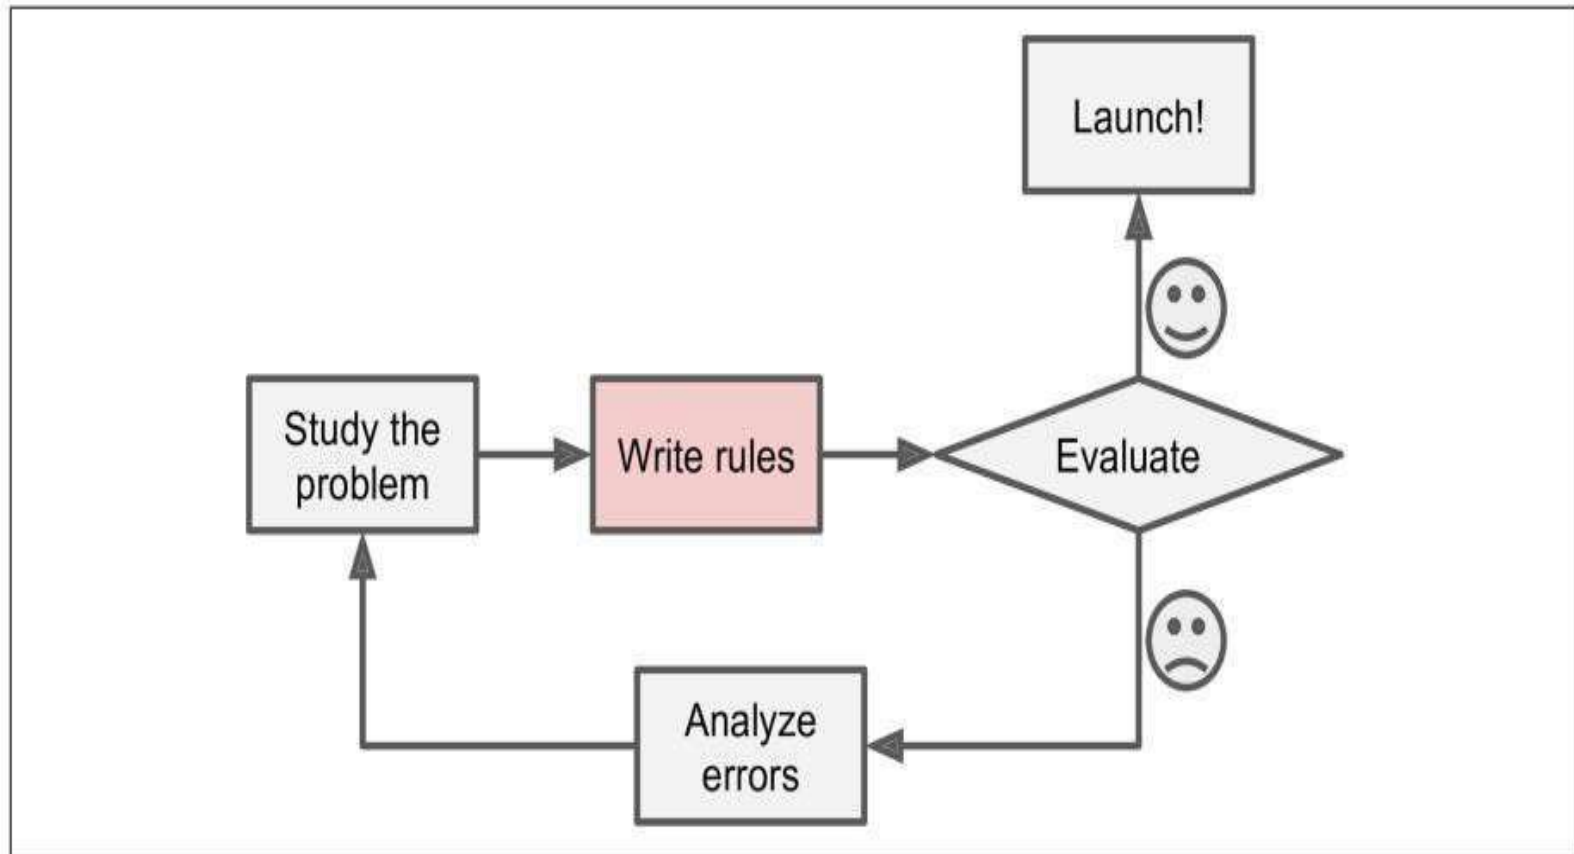 Launch!
Study the
problem
Write rules
Evaluate
Analyze
errors